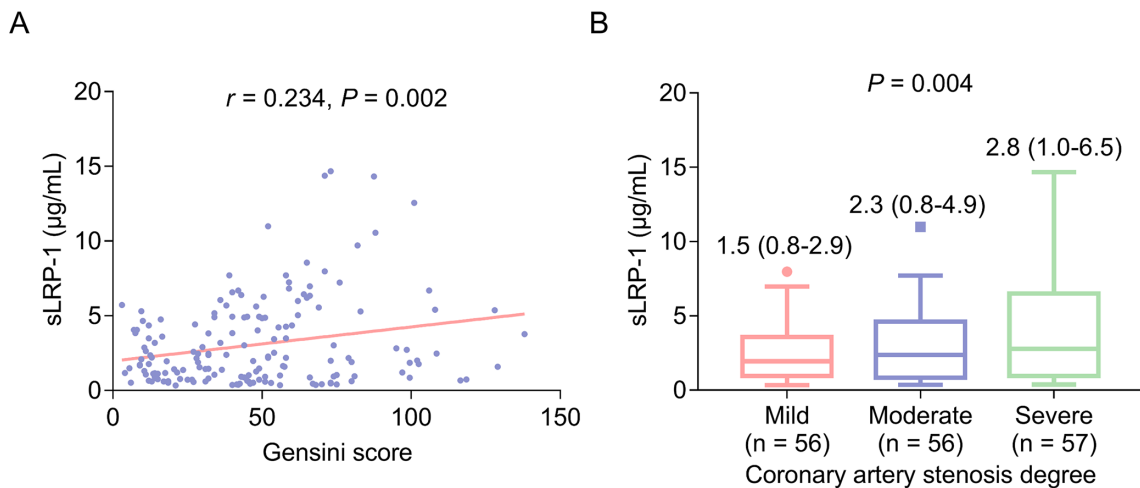 A
r = 0.234, P = 0.002
sLRP-1 (μg/mL)
20
15
10
5
0
0
50
100
150
Gensini score
B
P = 0.004
sLRP-1 (μg/mL)
20
15
10
5
0
1.5 (0.8-2.9)
2.3 (0.8-4.9)
2.8 (1.0-6.5)
Mild
(n = 56)
Moderate
(n = 56)
Severe
(n = 57)
Coronary artery stenosis degree